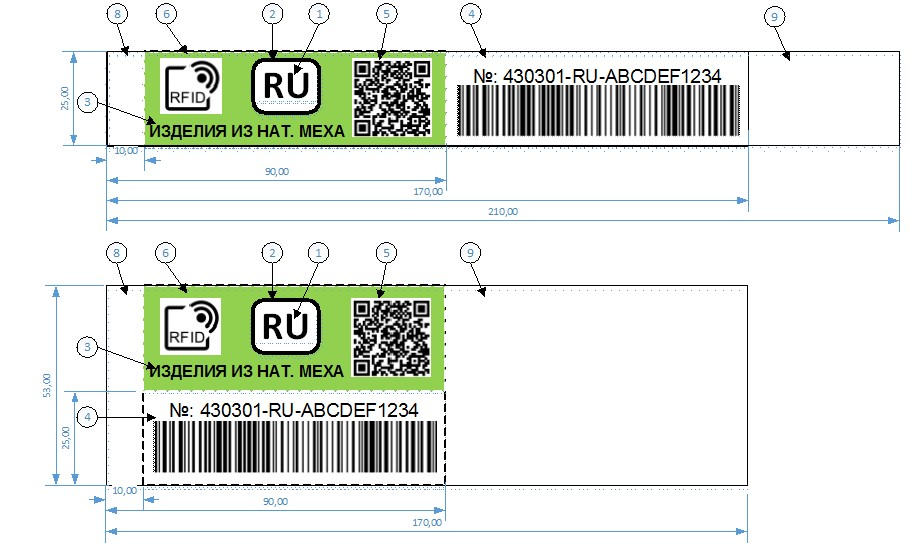 8 6 2 1 5 4 9
RFID RU №: 430301-RU-ABCDEF1234
25,00
3
ИЗДЕЛИЯ ИЗ НАТ. МЕХА
10,00
90,00
170,00
210,00
8 6 2 1 5 9
RFID RU
3
ИЗДЕЛИЯ ИЗ НАТ. МЕХА
53,00
4 №: 430301-RU-ABCDEF1234
25,00
10,00
90,00
170,00